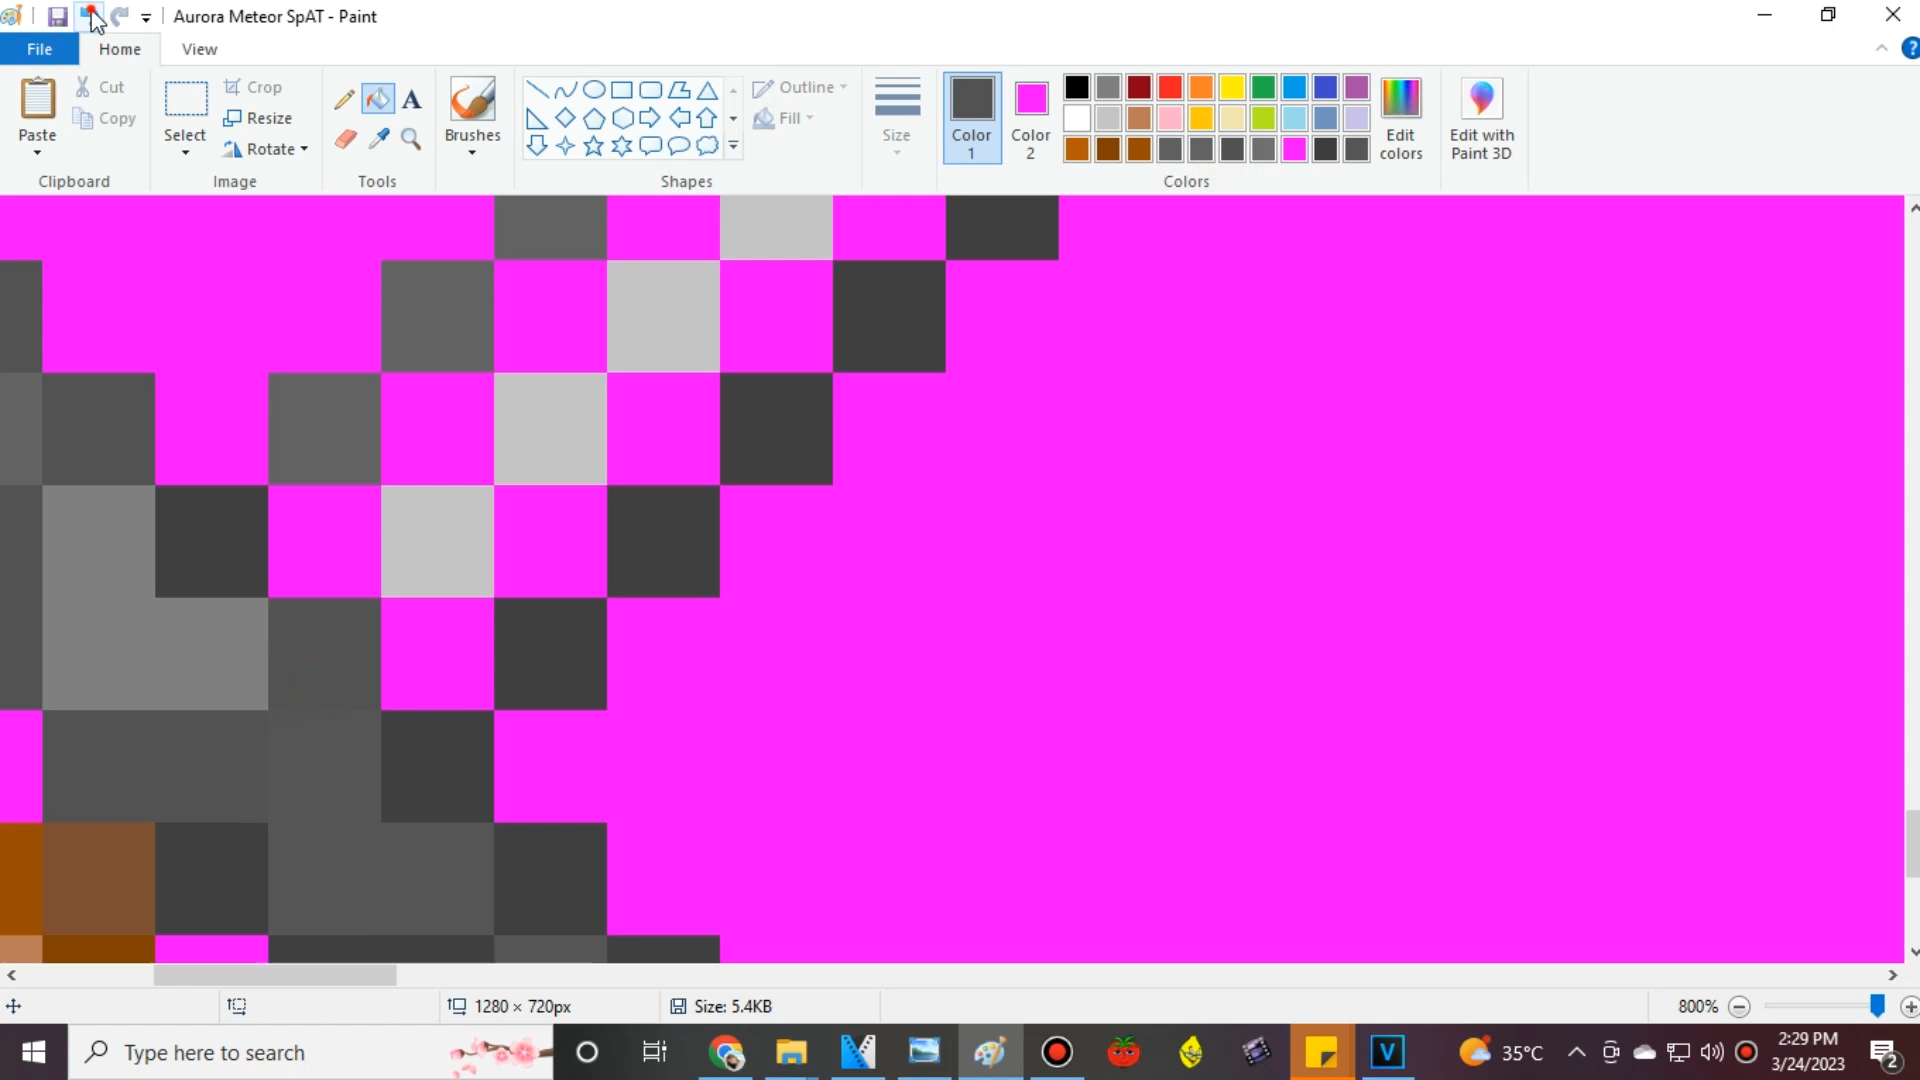 Aurora Meteor SpAT - Paint
File Home View
Paste Cut Copy Clipboard
Select Crop Resize Rotate Image
A
Tools
Brushes
Shapes
Outline Fill
Size
Color 1
Color 2
Colors
Edit colors
Edit with Paint 3D
1280 × 720px
Size: 5.4KB
800%
Type here to search
V
35°C
2:29 PM
3/24/2023
2